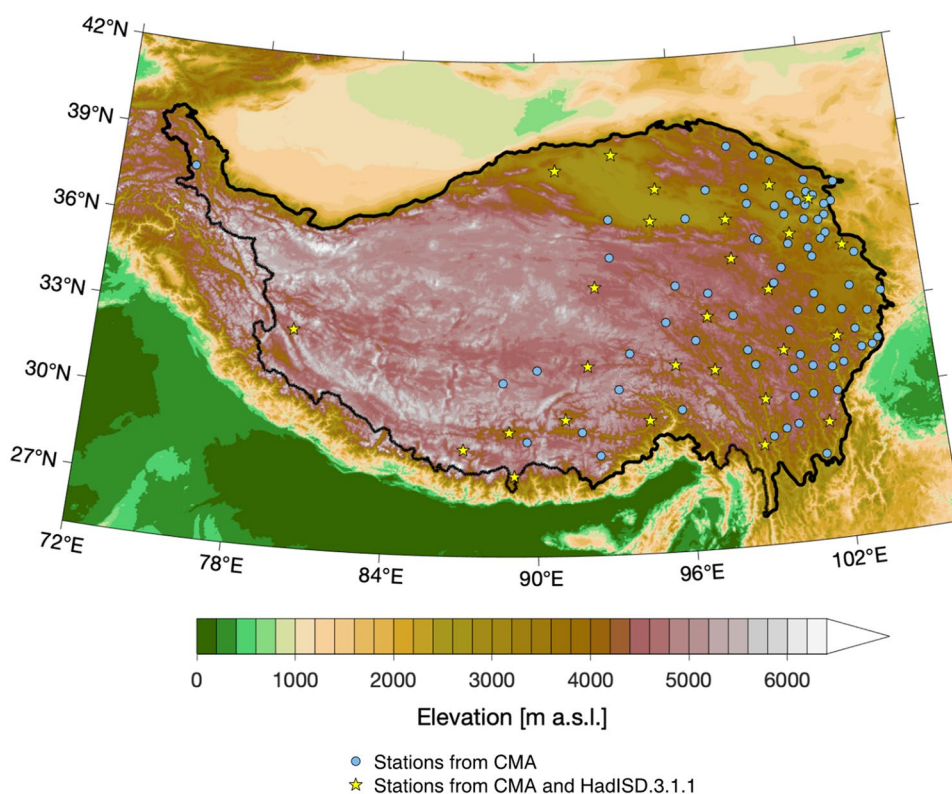 42°N
39°N
36°N
33°N
30°N
27°N
72°E
78°E
84°E
90°E
96°E
102°E
0 1000 2000 3000 4000 5000 6000
Elevation [m a.s.l.]
Stations from CMA
Stations from CMA and HadISD.3.1.1